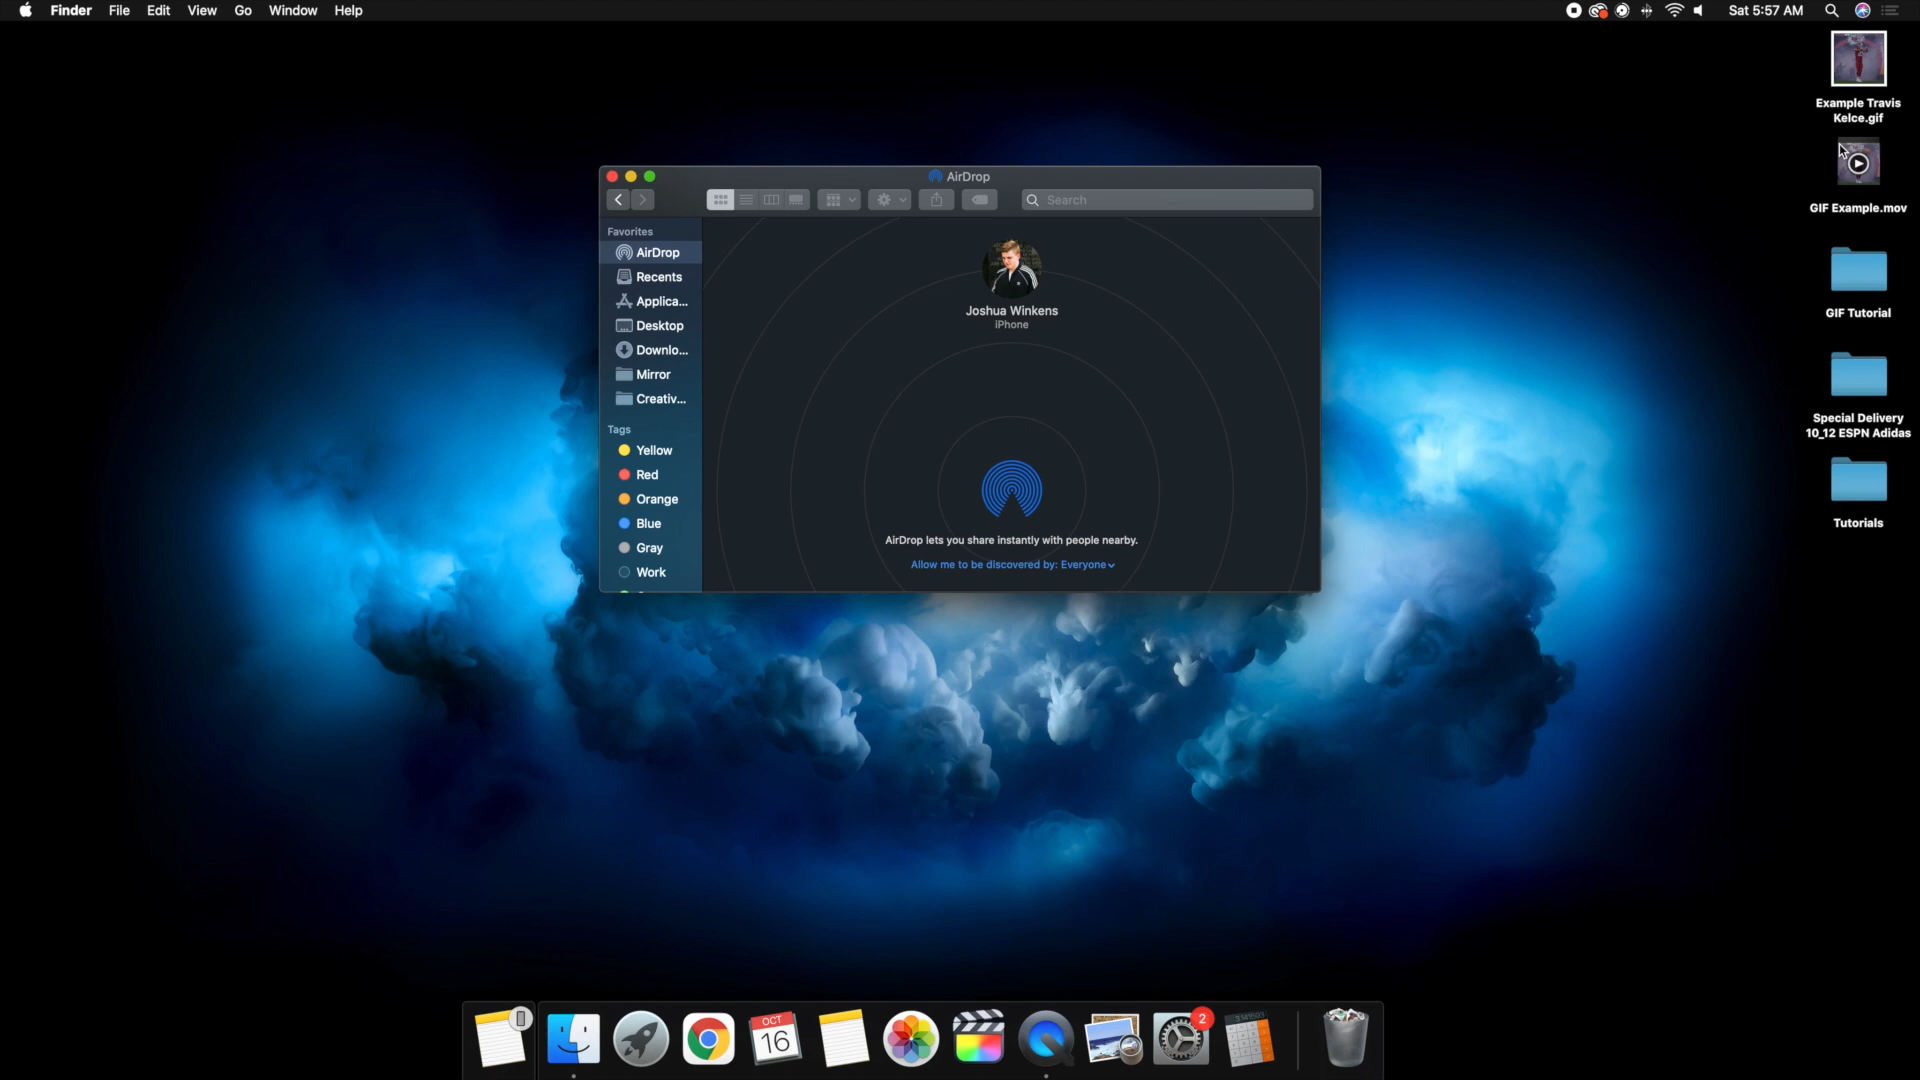 Finder File Edit View Go Window Help
Sat 5:57 AM
Example Travis
Kelce.gif
GIF Example.mov
GIF Tutorial
Special Delivery
10_12 ESPN Adidas
Tutorials
AirDrop
Search
Favorites
AirDrop
Recents
Applica...
Desktop
Downlo...
Mirror
Creativ...
Tags
Yellow
Red
Orange
Blue
Gray
Work
Joshua Winkens
iPhone
AirDrop lets you share instantly with people nearby.
Allow me to be discovered by: Everyone
OCT
16
2